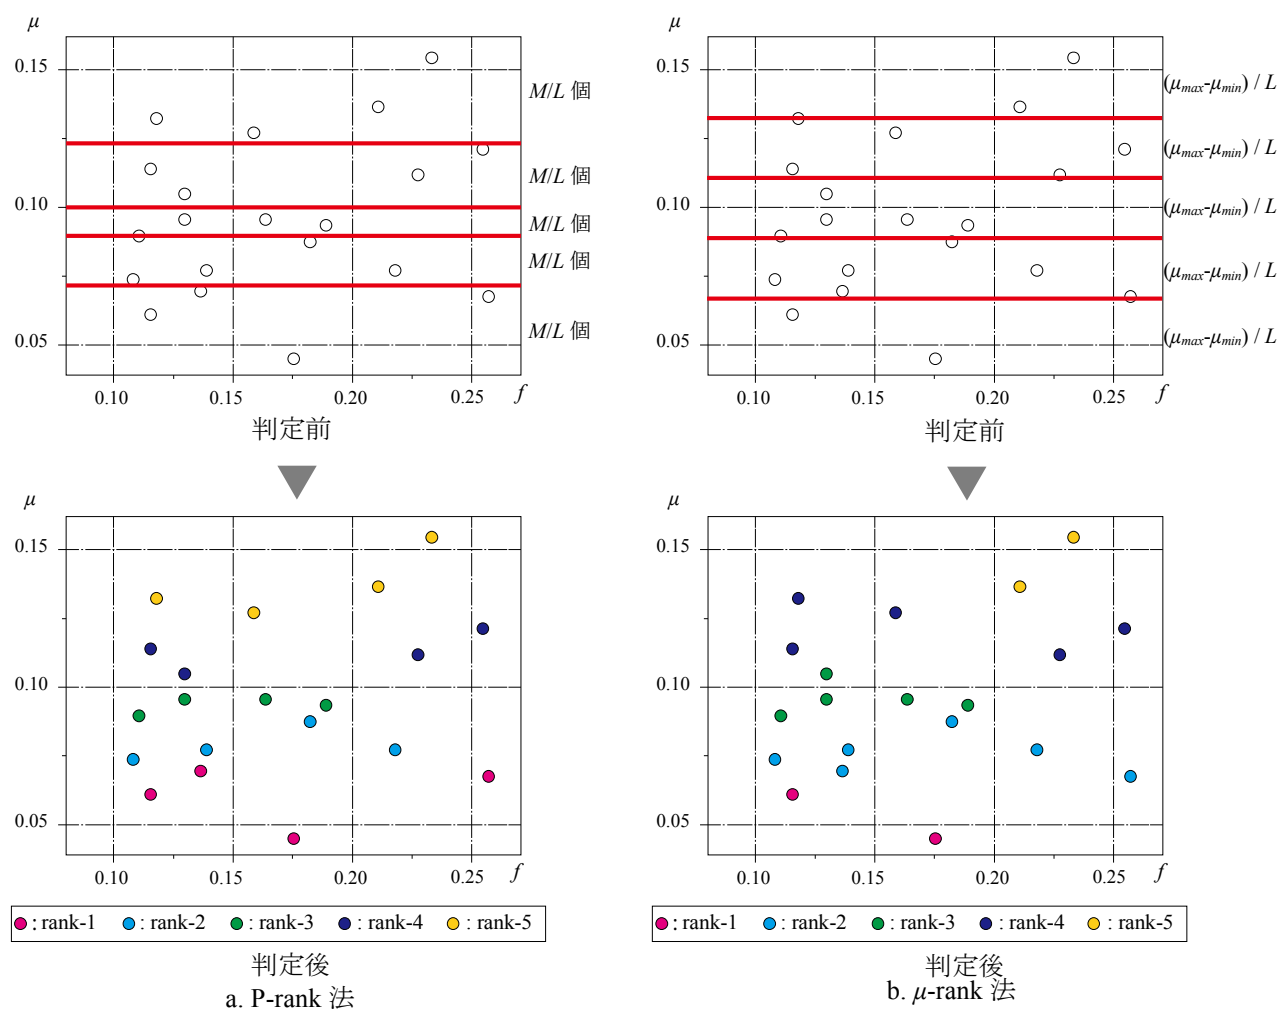 μ
0.15
0.10
0.05
M/L 個
M/L 個
M/L 個
M/L 個
M/L 個
0.10 0.15 0.20 0.25 f
判定前
μ
0.15
0.10
0.05
(μmax-μmin) / L
(μmax-μmin) / L
(μmax-μmin) / L
(μmax-μmin) / L
(μmax-μmin) / L
0.10 0.15 0.20 0.25 f
判定前
μ
0.15
0.10
0.05
0.10 0.15 0.20 0.25 f
: rank-1 : rank-2 : rank-3 : rank-4 : rank-5
判定後
a. P-rank 法
μ
0.15
0.10
0.05
0.10 0.15 0.20 0.25 f
: rank-1 : rank-2 : rank-3 : rank-4 : rank-5
判定後
b. μ-rank 法